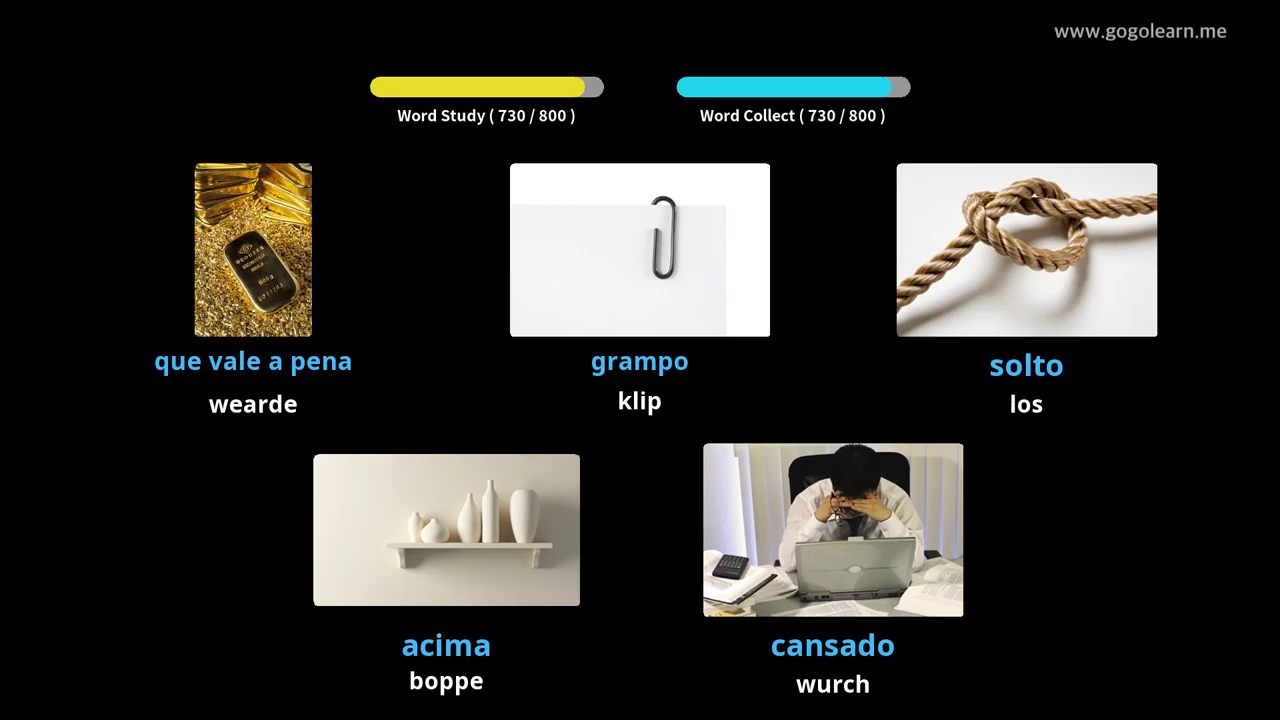 www.gogolearn.me
Word Study ( 730 / 800 )
Word Collect ( 730 / 800 )
que vale a pena
wearde
grampo
klip
solto
los
acima
boppe
cansado
wurch